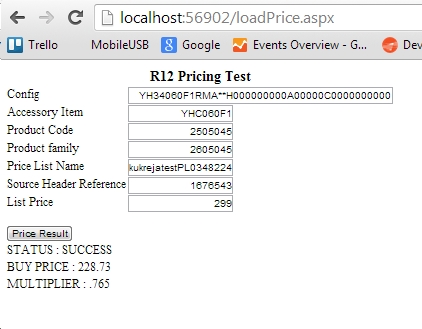 localhost:56902/loadPrice.aspx
Trello MobileUSB Google Events Overview - G... Dev
R12 Pricing Test
Config YH34060F1RMA**H000000000A00000C0000000000
Accessory Item YHC060F1
Product Code 2505045
Product family 2605045
Price List Name kukrejatestPL0348224
Source Header Reference 1676543
List Price 299
Price Result
STATUS : SUCCESS
BUY PRICE : 228.73
MULTIPLIER : .765